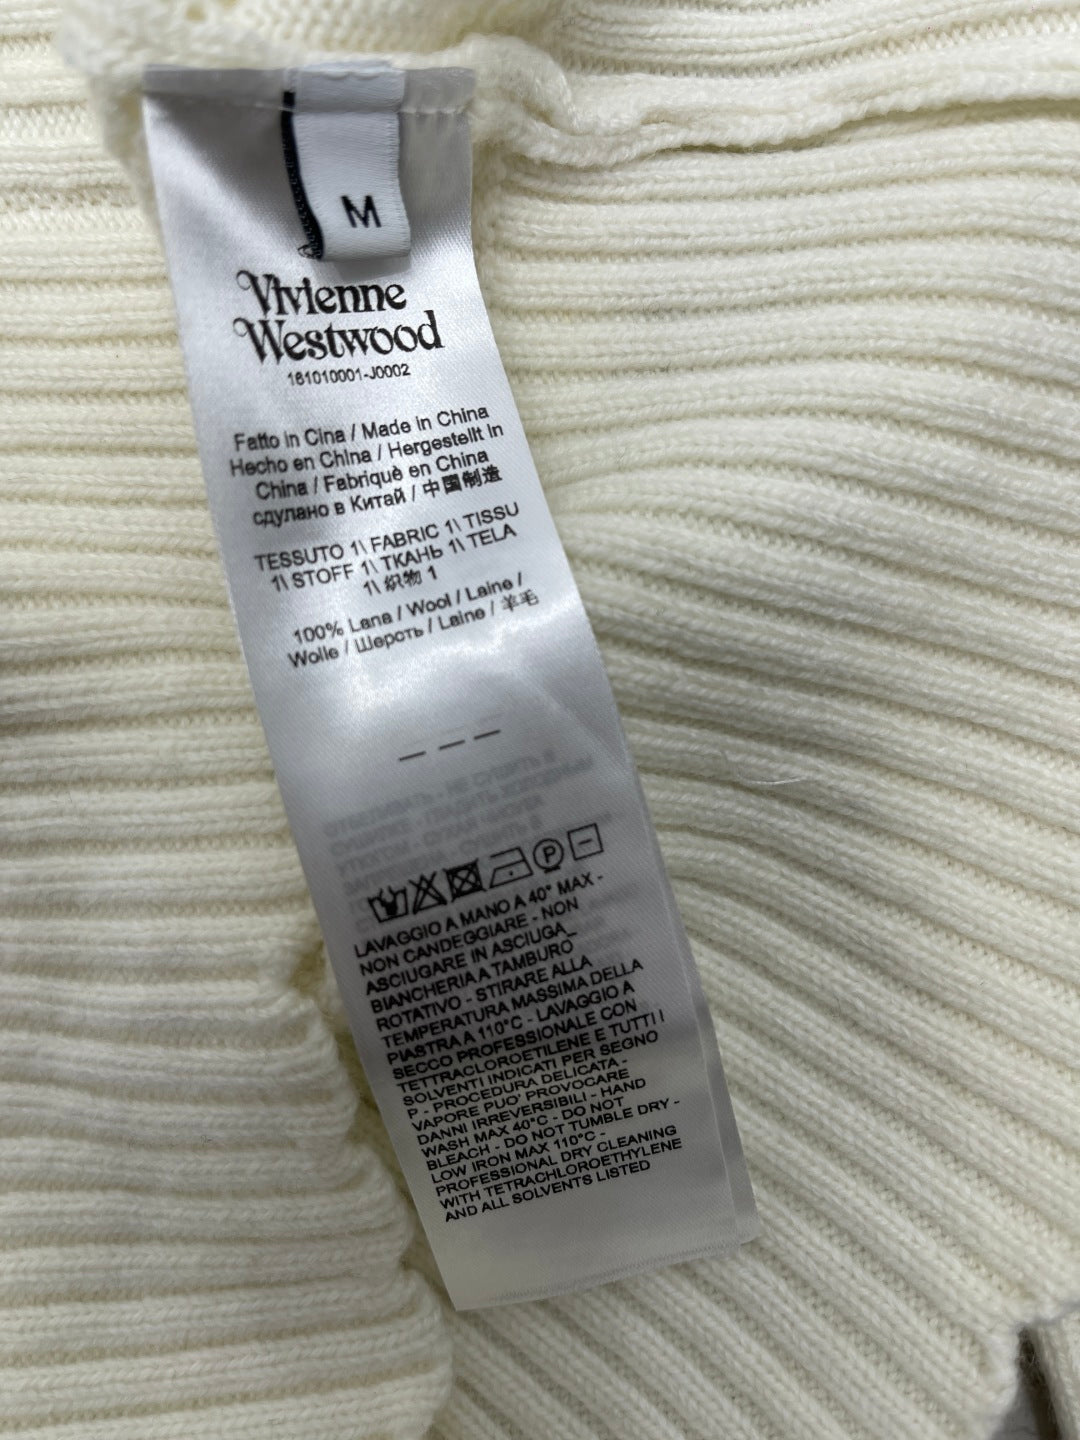 M
Vivienne
Westwood
161010001-J0002
Fatto in Cina / Made in China
Hecho en China / Hergestellt in
China / Fabriquè en China
сдулано в Китай / 中国制造
TESSUTO 1\ FABRIC 1\ TISSU
1\ STOFF 1\ ТКАНЬ 1\ TELA
1\ 织物 1
100% Lana / Wool / Laine /
Wolle / Шерсть / Laine / 羊毛
P
LAVAGGIO A MANO A 40° MAX -
NON CANDEGGIARE - NON
ASCIUGARE IN ASCIUGA_
BIANCHERIA A TAMBURO
ROTATIVO - STIRARE ALLA
TEMPERATURA MASSIMA DELLA
PIASTRA A 110°C - LAVAGGIO A
SECCO PROFESSIONALE CON
TETTRACLOROETILENE E TUTTI I
SOLVENTI INDICATI PER SEGNO
P - PROCEDURA DELICATA -
VAPORE PUO' PROVOCARE
DANNI IRREVERSIBILI - HAND
WASH MAX 40°C - DO NOT
BLEACH - DO NOT TUMBLE DRY -
LOW IRON MAX 110°C -
PROFESSIONAL DRY CLEANING
WITH TETRACHLOROETHYLENE
AND ALL SOLVENTS LISTED